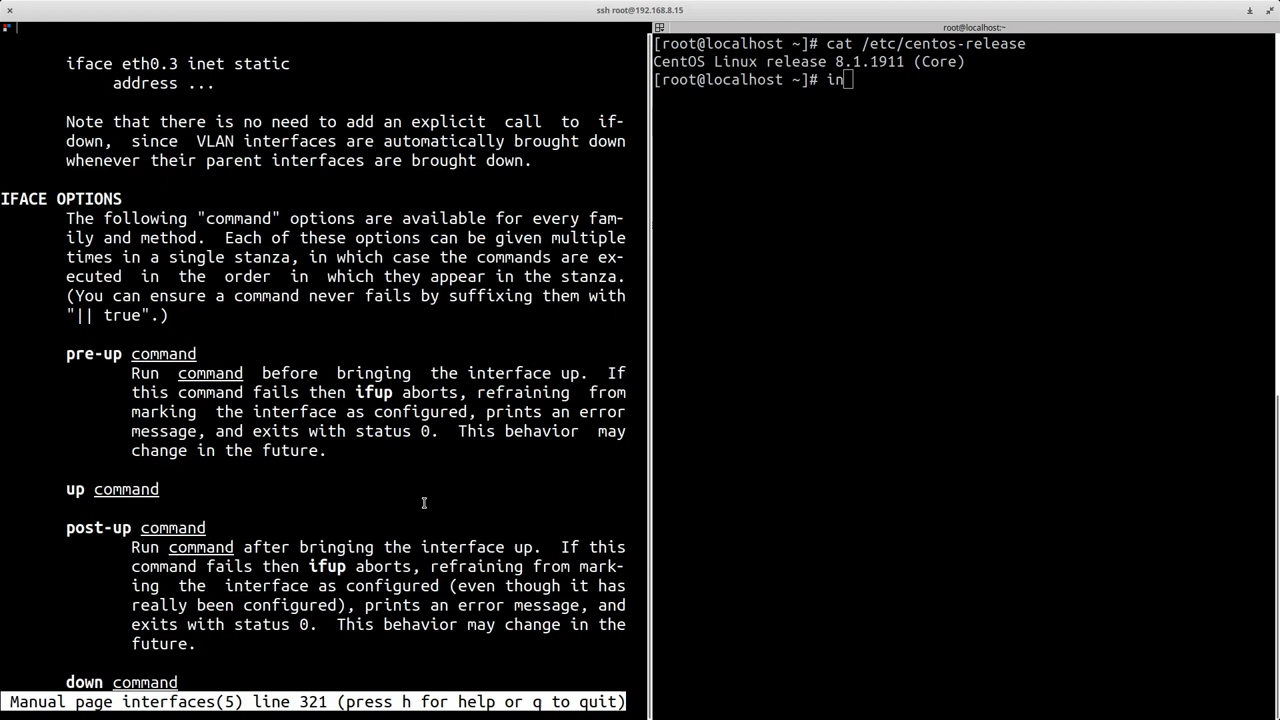 ssh root@192.168.8.15
root@localhost:~
iface eth0.3 inet static
address ...
Note that there is no need to add an explicit call to if-
down, since VLAN interfaces are automatically brought down
whenever their parent interfaces are brought down.
IFACE OPTIONS
The following "command" options are available for every fam-
ily and method. Each of these options can be given multiple
times in a single stanza, in which case the commands are ex-
ecuted in the order in which they appear in the stanza.
(You can ensure a command never fails by suffixing them with
"|| true".)
pre-up command
Run command before bringing the interface up. If
this command fails then ifup aborts, refraining from
marking the interface as configured, prints an error
message, and exits with status 0. This behavior may
change in the future.
up command
post-up command
Run command after bringing the interface up. If this
command fails then ifup aborts, refraining from mark-
ing the interface as configured (even though it has
really been configured), prints an error message, and
exits with status 0. This behavior may change in the
future.
down command
Manual page interfaces(5) line 321 (press h for help or q to quit)
[root@localhost ~]# cat /etc/centos-release
CentOS Linux release 8.1.1911 (Core)
[root@localhost ~]# in